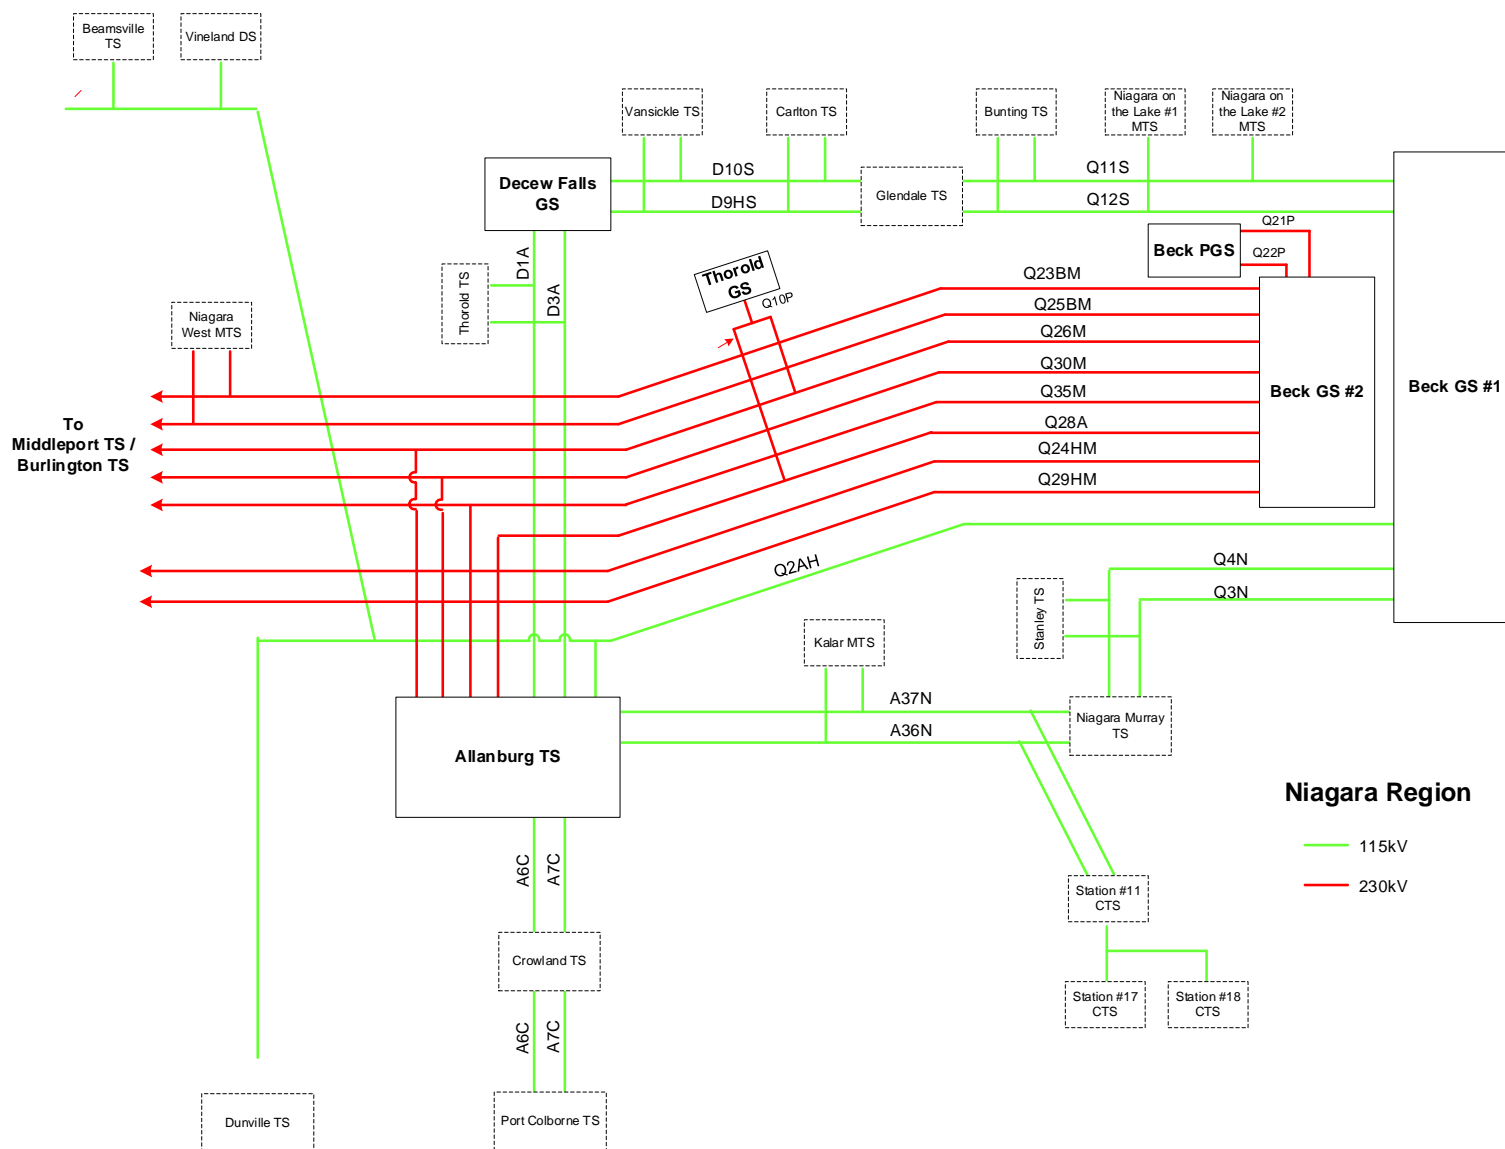 Beamsville
TS
Vineland DS
Vansickle TS
Carlton TS
Bunting TS
Niagara on
the Lake #1
MTS
Niagara on
the Lake #2
MTS
Decew Falls
GS
D10S
D9HS
Glendale TS
Q11S
Q12S
Q21P
Q22P
Beck PGS
Thorold TS
D1A
D3A
Thorold
GS
Q10P
Niagara
West MTS
Q23BM
Q25BM
Q26M
Q30M
Q35M
Q28A
Q24HM
Q29HM
Beck GS #2
Beck GS #1
To
Middleport TS /
Burlington TS
Q2AH
Q4N
Q3N
Stanley TS
Kalar MTS
A37N
A36N
Niagara Murray
TS
Allanburg TS
Niagara Region
115kV
230kV
A6C
A7C
Station #11
CTS
Crowland TS
Station #17
CTS
Station #18
CTS
A6C
A7C
Dunville TS
Port Colborne TS